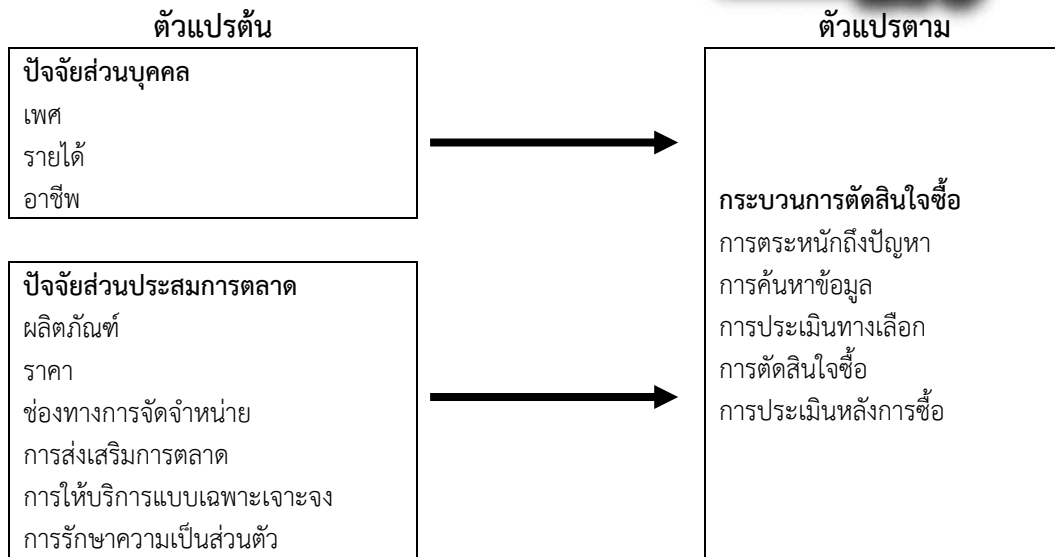 ตัวแปรต้น
ปัจจัยส่วนบุคคล
เพศ
รายได้
อาชีพ
ปัจจัยส่วนประสมการตลาด
ผลิตภัณฑ์
ราคา
ช่องทางการจัดจำหน่าย
การส่งเสริมการตลาด
การให้บริการแบบเฉพาะเจาะจง
การรักษาความเป็นส่วนตัว
ตัวแปรตาม
กระบวนการตัดสินใจซื้อ
การตระหนักถึงปัญหา
การค้นหาข้อมูล
การประเมินทางเลือก
การตัดสินใจซื้อ
การประเมินหลังการซื้อ